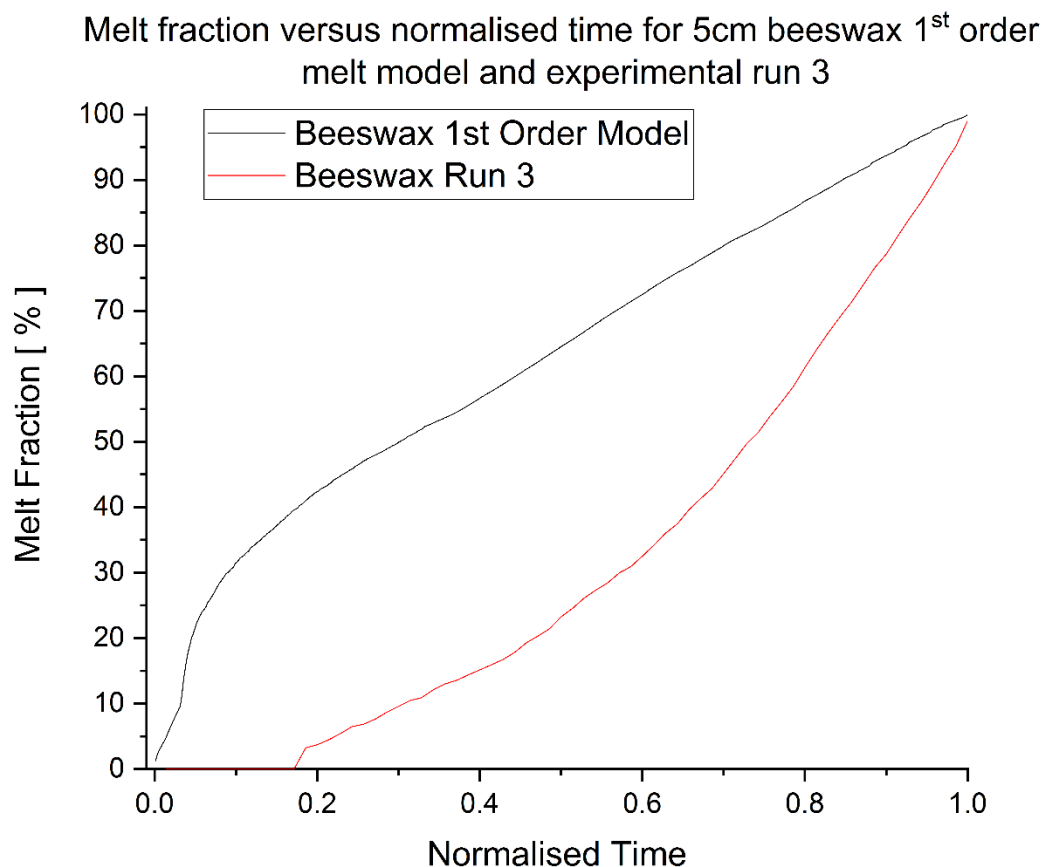 Melt fraction versus normalised time for 5cm beeswax 1st order
melt model and experimental run 3
Beeswax 1st Order Model
Beeswax Run 3
Melt Fraction [ % ]
100
90
80
70
60
50
40
30
20
10
0
0.0 0.2 0.4 0.6 0.8 1.0
Normalised Time